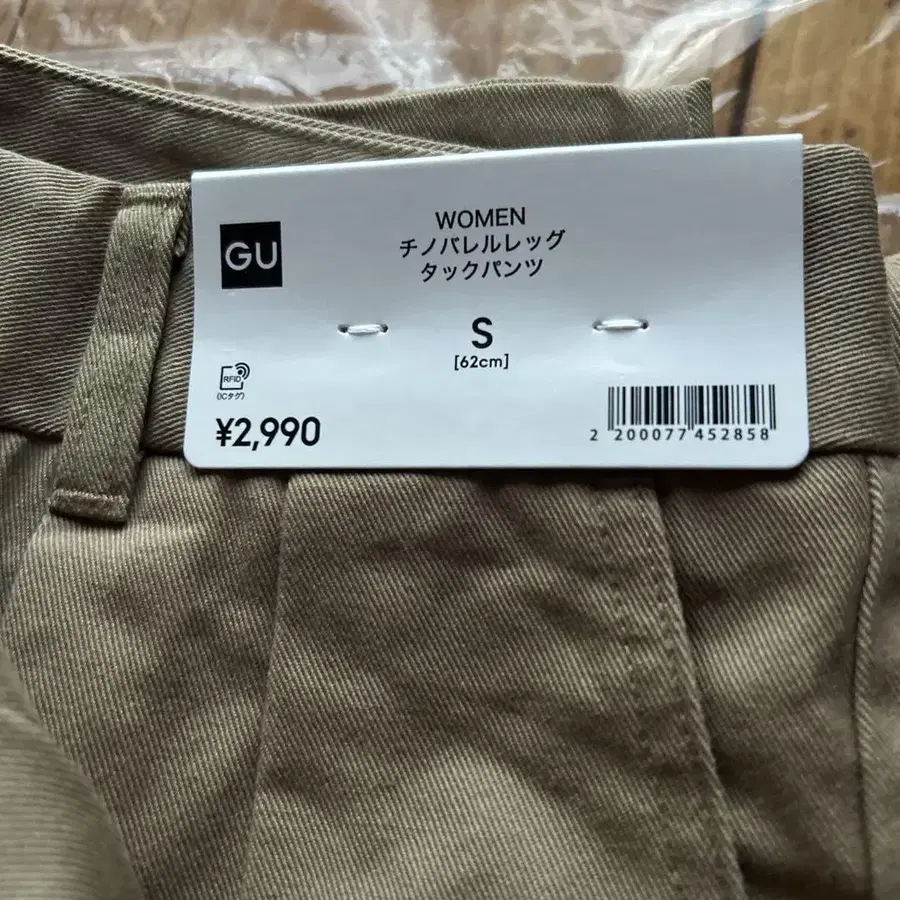 GU
WOMEN
チノバレルレッグ
タックパンツ
S
[62cm]
RFID
(ICタグ)
¥2,990
2 200077 452858